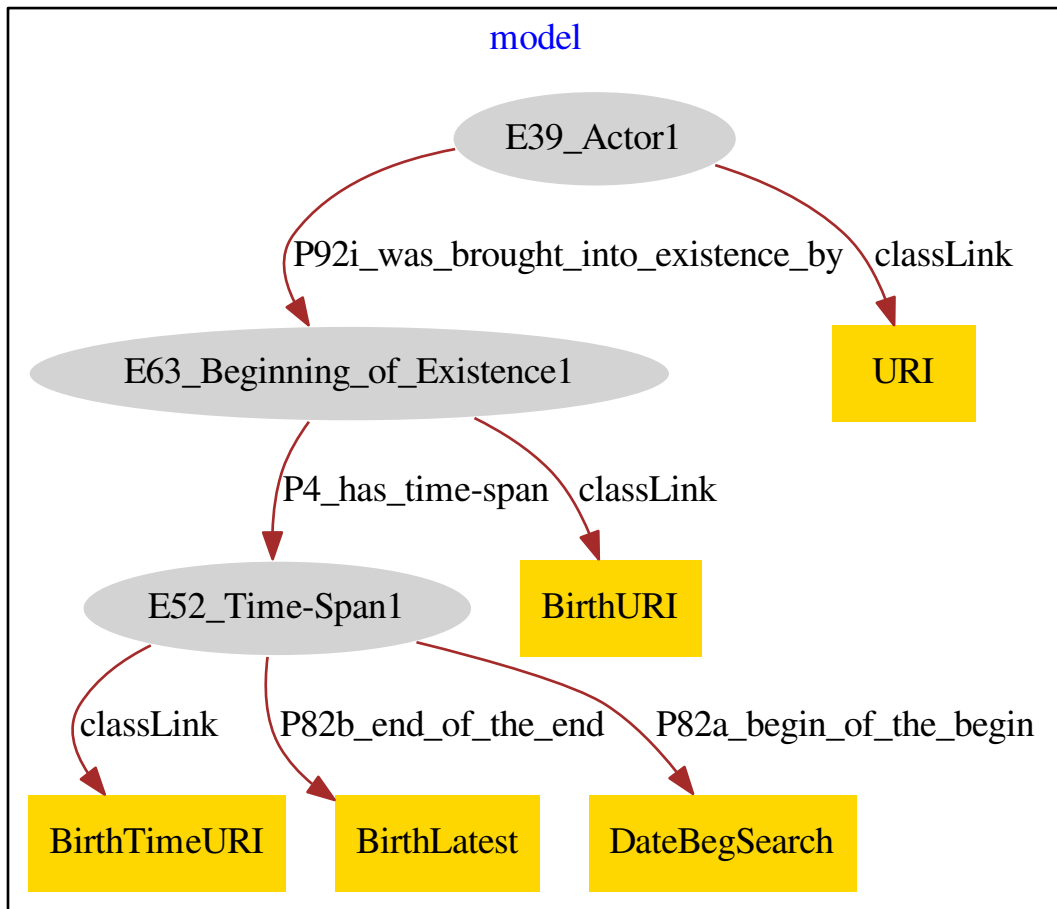 model
E39_Actor1
P92i_was_brought_into_existence_by
classLink
E63_Beginning_of_Existence1
URI
P4_has_time-span
classLink
E52_Time-Span1
BirthURI
classLink
P82b_end_of_the_end
P82a_begin_of_the_begin
BirthTimeURI
BirthLatest
DateBegSearch